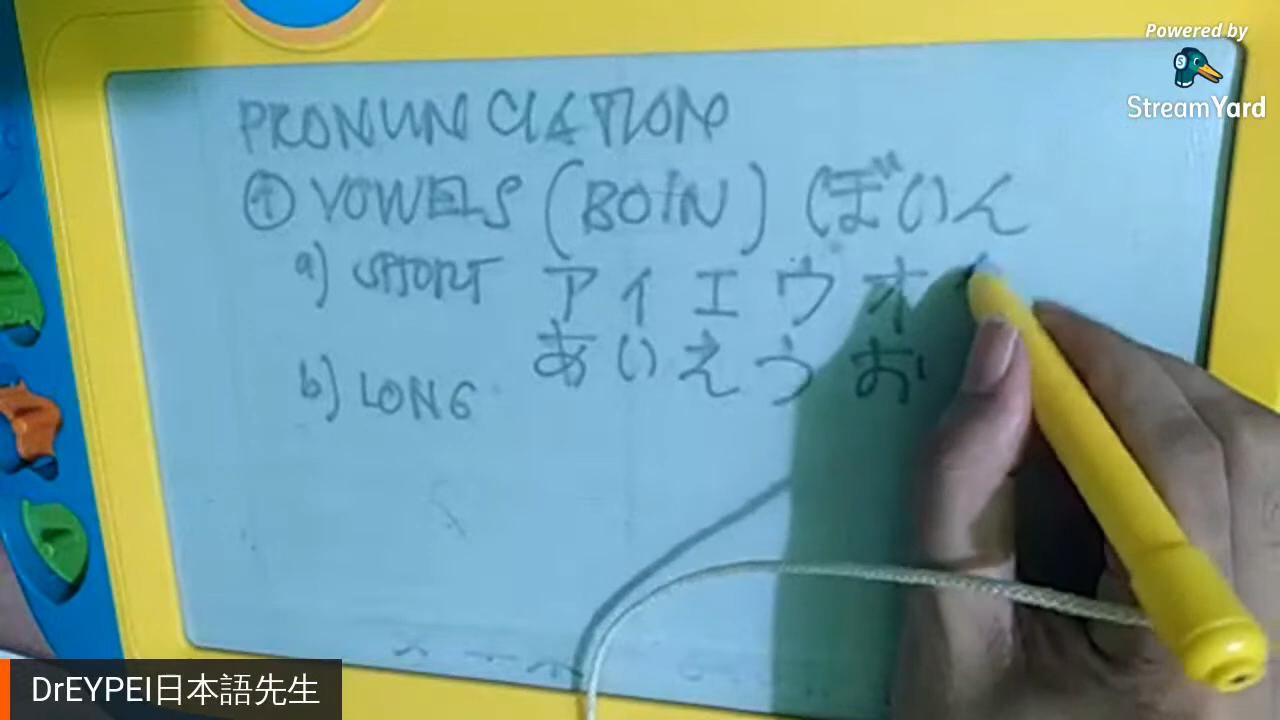 Powered by
StreamYard
PRONUNCIATION
① VOWELS (BOIN) (ぼいん
a) SHORT アイエウオ
あいえうお
b) LONG
DrEYPEI日本語先生